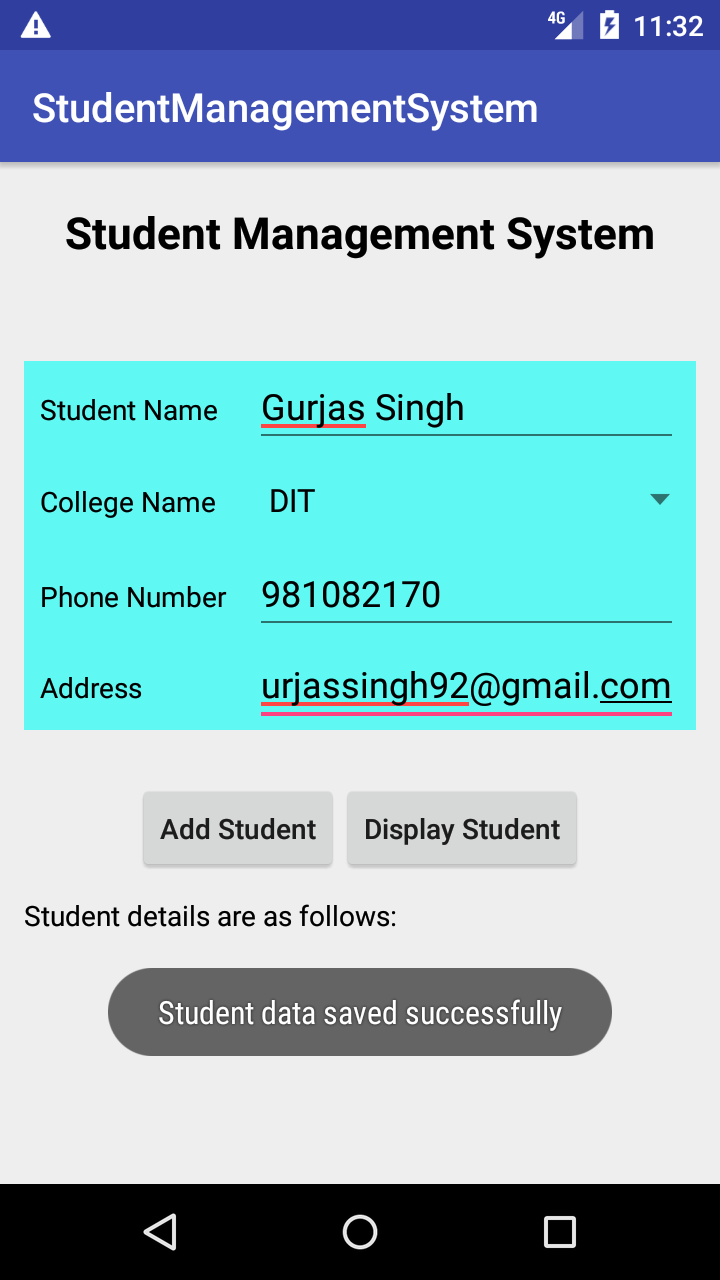 4G 11:32
StudentManagementSystem
Student Management System
Student Name Gurjas Singh
College Name DIT
Phone Number 981082170
Address urjassingh92@gmail.com
Add Student Display Student
Student details are as follows:
Student data saved successfully